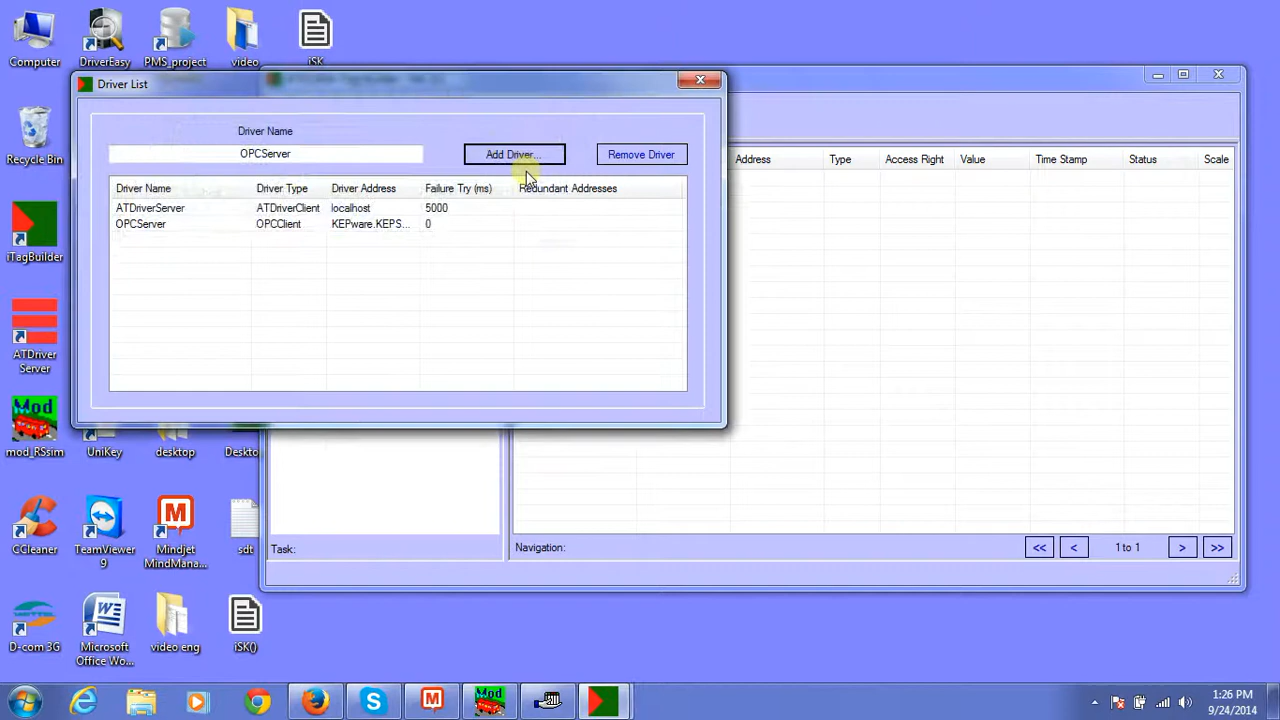 Computer
DriverEasy
PMS_project
video
iSK
Driver List
Driver Name
OPCServer
Add Driver...
Remove Driver
Driver Name Driver Type Driver Address Failure Try (ms) Redundant Addresses
ATDriverServer ATDriverClient localhost 5000
OPCServer OPCClient KEPware.KEPS... 0
Address Type Access Right Value Time Stamp Status Scale
Recycle Bin
iTagBuilder
ATDriver
Server
Mod
mod_RSsim
UniKey
desktop
Deskto
CCleaner
TeamViewer
9
Mindjet
MindMana...
sdt
Task:
Navigation:
<<
<
1 to 1
>
>>
D-com 3G
Microsoft
Office Wo...
video eng
iSK()
Mod
1:26 PM
9/24/2014